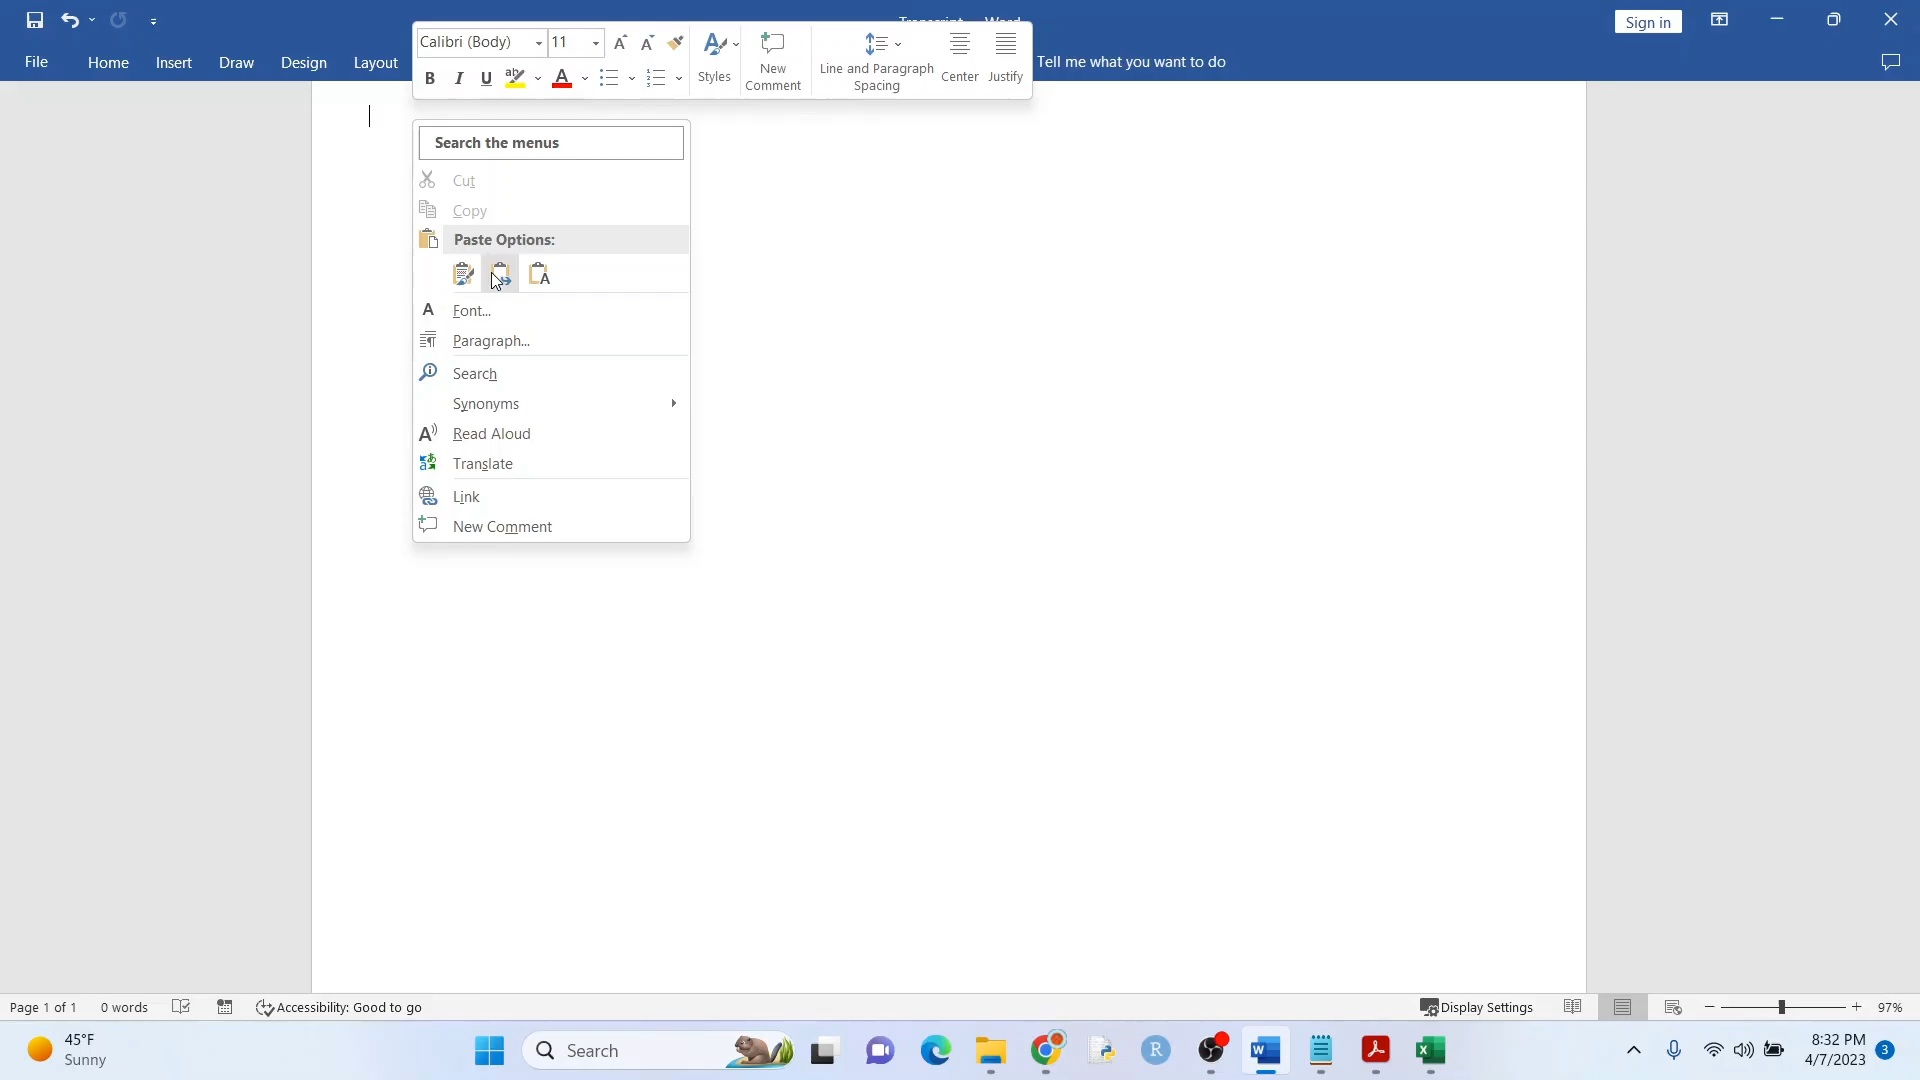 Sign in
File
Home
Insert
Draw
Design
Layout
Tell me what you want to do
Calibri (Body)
11
B I U
Styles
New Comment
Line and Paragraph Spacing
Center
Justify
Search the menus
Cut
Copy
Paste Options:
Font...
Paragraph...
Search
Synonyms
Read Aloud
Translate
Link
New Comment
Page 1 of 1
0 words
Accessibility: Good to go
Display Settings
97%
45°F
Sunny
Search
8:32 PM
4/7/2023
3